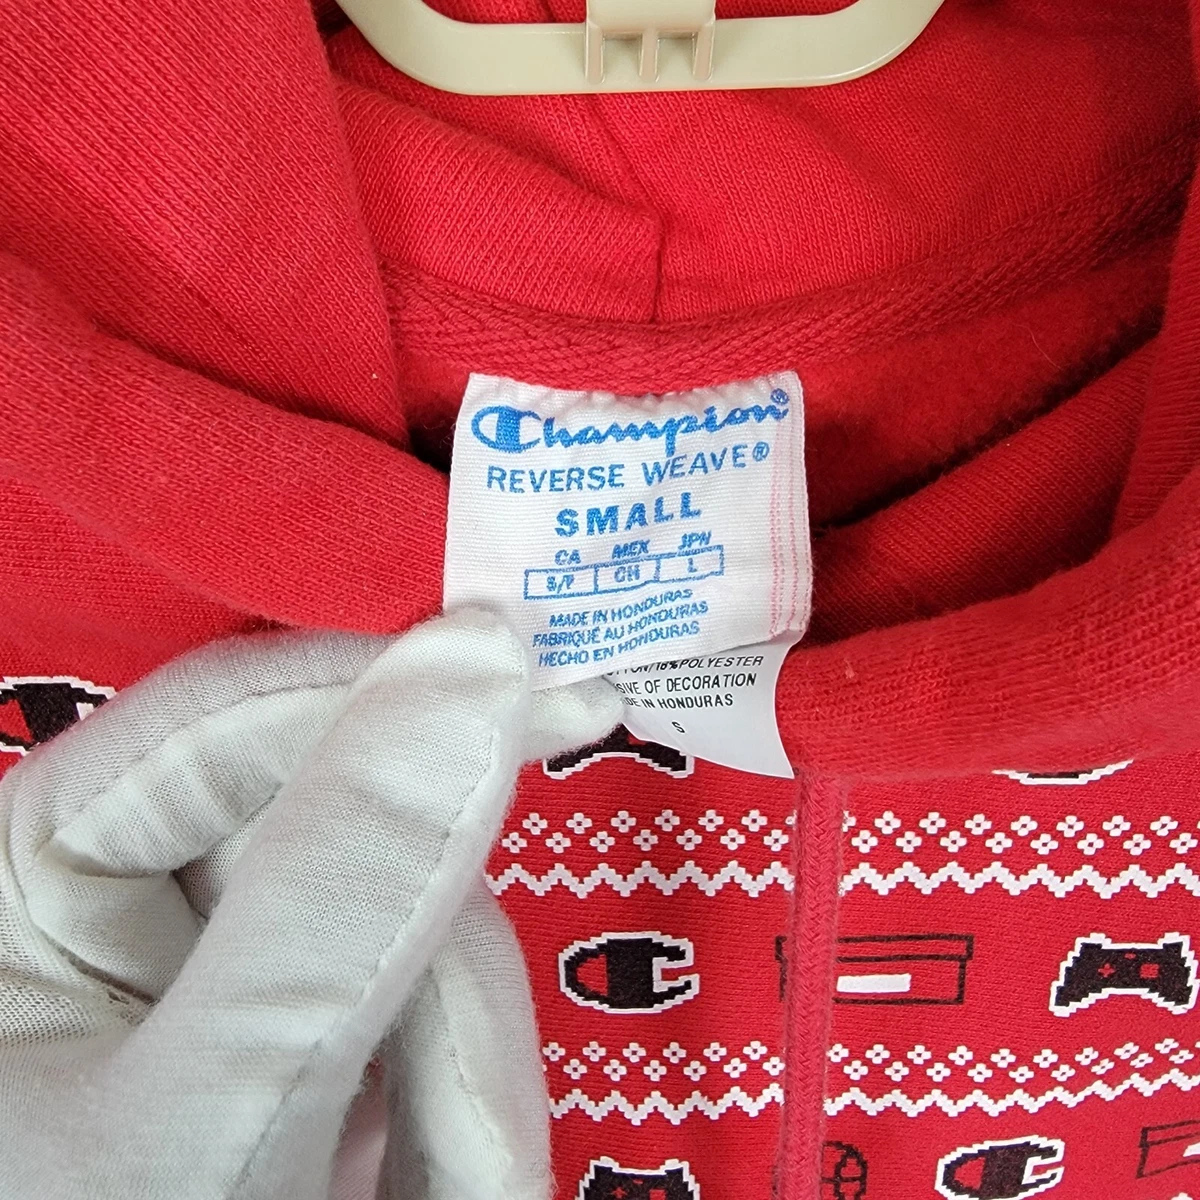 Champion®
REVERSE WEAVE®
SMALL
CA MEX JPN
S/P CH L
MADE IN HONDURAS
FABRIQUÉ AU HONDURAS
HECHO EN HONDURAS
/18% POLYESTER
OF DECORATION
IN HONDURAS
S